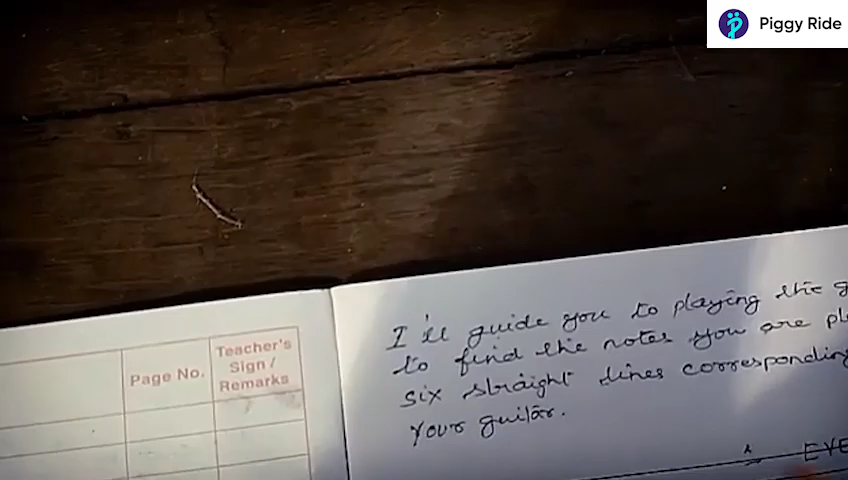 Piggy Ride
Page No.
Teacher's
Sign /
Remarks
I'll guide you to playing the
to find the notes you are
six straight lines corresponding
your guitar.
A